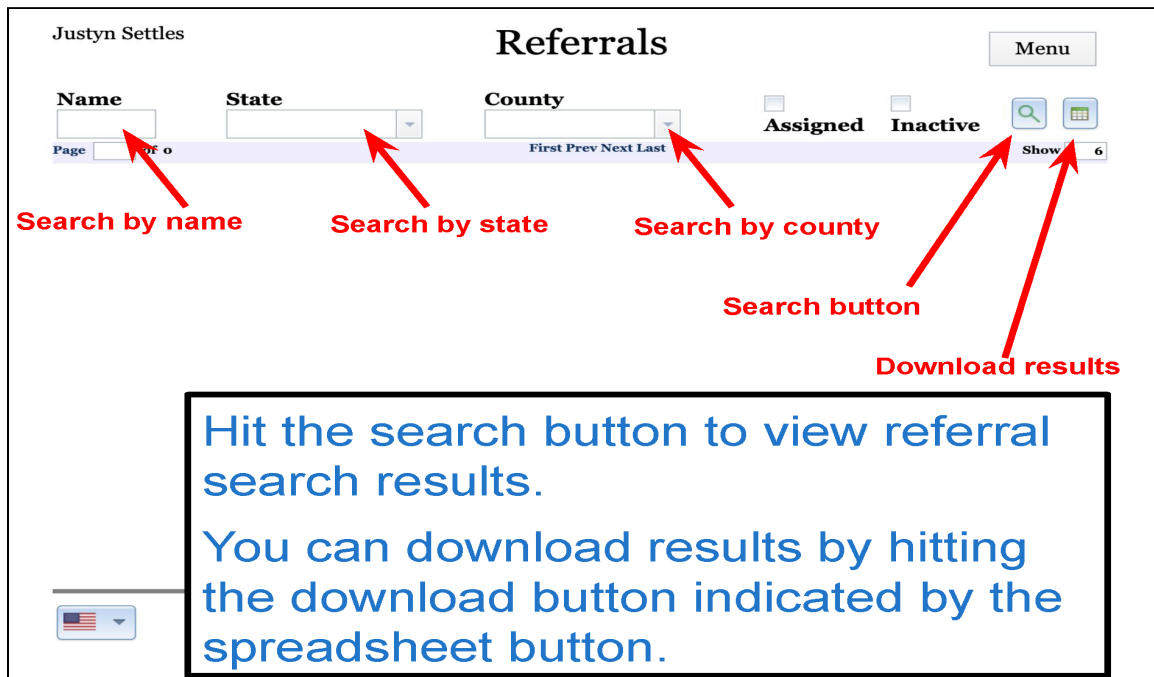 Justyn Settles
Referrals
Menu
Name
State
County
Assigned
Inactive
Page of 0
First Prev Next Last
Show 6
Search by name
Search by state
Search by county
Search button
Download results
Hit the search button to view referral
search results.
You can download results by hitting
the download button indicated by the
spreadsheet button.